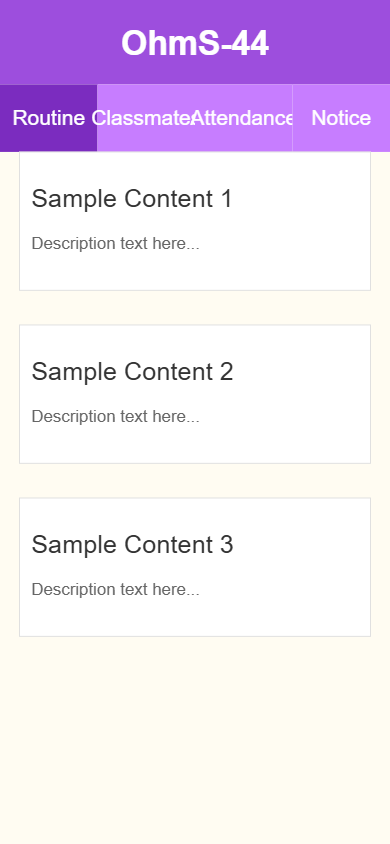 OhmS-44
Routine Classmates Attendance Notice
Sample Content 1
Description text here...
Sample Content 2
Description text here...
Sample Content 3
Description text here...